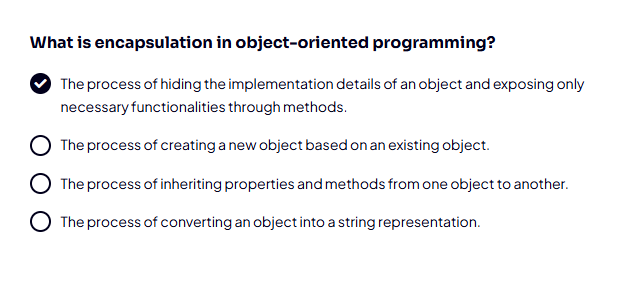 What is encapsulation in object-oriented programming?
The process of hiding the implementation details of an object and exposing only
necessary functionalities through methods.
The process of creating a new object based on an existing object.
The process of inheriting properties and methods from one object to another.
The process of converting an object into a string representation.